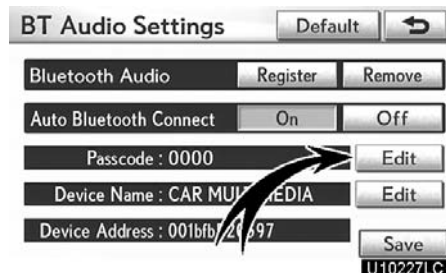 BT Audio Settings Default
Bluetooth Audio Register Remove
Auto Bluetooth Connect On Off
Passcode : 0000 Edit
Device Name : CAR MEDIA Edit
Device Address : Save
U10227LC